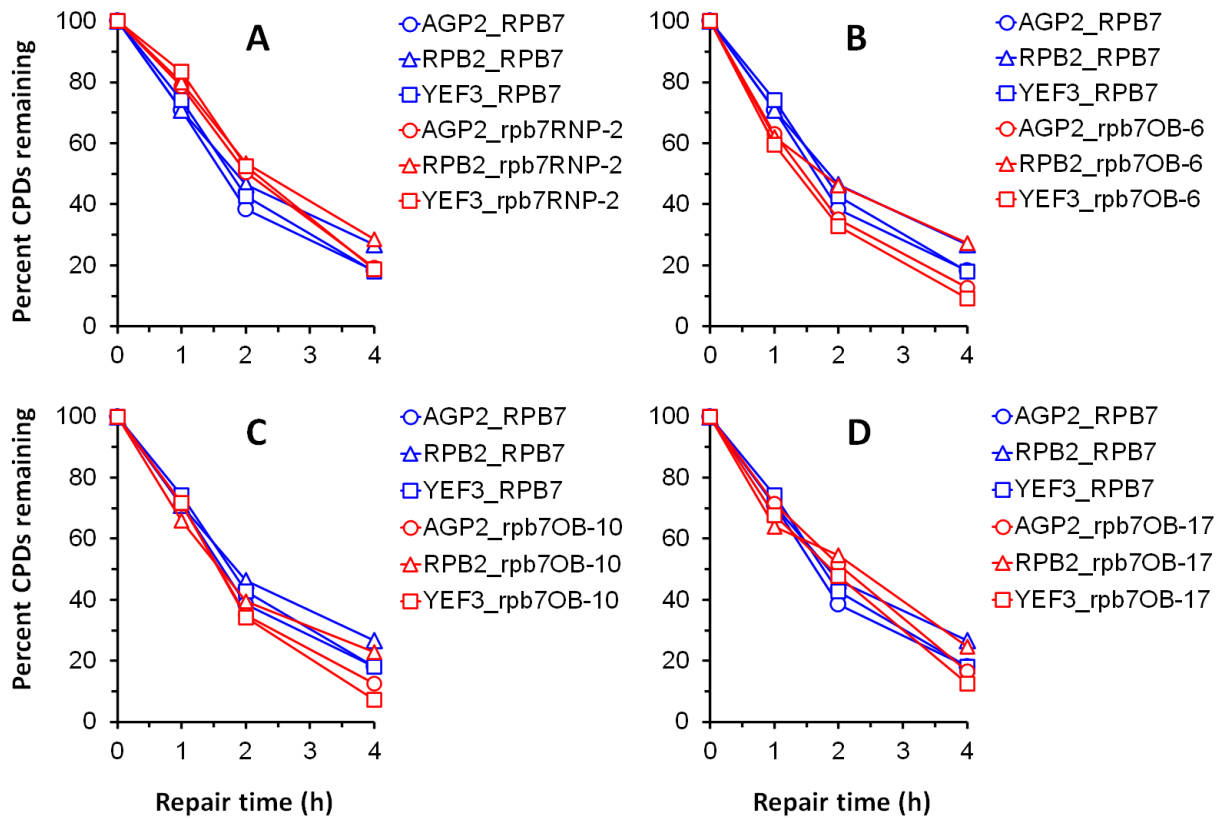 A
Percent CPDs remaining
100
80
60
40
20
0
0 1 2 3 4
AGP2_RPB7
RPB2_RPB7
YEF3_RPB7
AGP2_rpb7RNP-2
RPB2_rpb7RNP-2
YEF3_rpb7RNP-2
B
100
80
60
40
20
0
0 1 2 3 4
AGP2_RPB7
RPB2_RPB7
YEF3_RPB7
AGP2_rpb7OB-6
RPB2_rpb7OB-6
YEF3_rpb7OB-6
C
Percent CPDs remaining
100
80
60
40
20
0
0 1 2 3 4
Repair time (h)
AGP2_RPB7
RPB2_RPB7
YEF3_RPB7
AGP2_rpb7OB-10
RPB2_rpb7OB-10
YEF3_rpb7OB-10
D
100
80
60
40
20
0
0 1 2 3 4
Repair time (h)
AGP2_RPB7
RPB2_RPB7
YEF3_RPB7
AGP2_rpb7OB-17
RPB2_rpb7OB-17
YEF3_rpb7OB-17